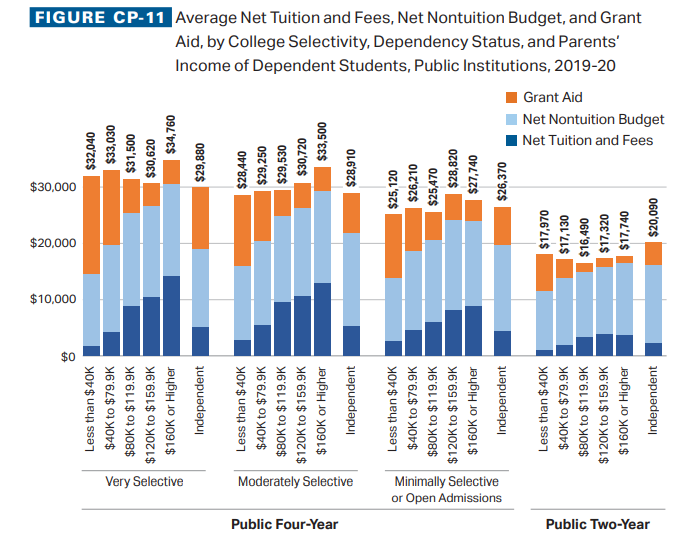 FIGURE CP-11 Average Net Tuition and Fees, Net Nontuition Budget, and Grant
Aid, by College Selectivity, Dependency Status, and Parents'
Income of Dependent Students, Public Institutions, 2019-20
Grant Aid
Net Nontuition Budget
Net Tuition and Fees
$30,000
$20,000
$10,000
$0
$32,040
$33,030
$31,500
$30,620
$34,760
$29,880
$28,440
$29,250
$29,530
$30,720
$33,500
$28,910
$25,120
$26,210
$25,470
$28,820
$27,740
$26,370
$17,970
$17,130
$16,490
$17,320
$17,740
$20,090
Less than $40K
$40K to $79.9K
$80K to $119.9K
$120K to $159.9K
$160K or Higher
Independent
Less than $40K
$40K to $79.9K
$80K to $119.9K
$120K to $159.9K
$160K or Higher
Independent
Less than $40K
$40K to $79.9K
$80K to $119.9K
$120K to $159.9K
$160K or Higher
Independent
Less than $40K
$40K to $79.9K
$80K to $119.9K
$120K to $159.9K
$160K or Higher
Independent
Very Selective
Moderately Selective
Minimally Selective
or Open Admissions
Public Four-Year
Public Two-Year